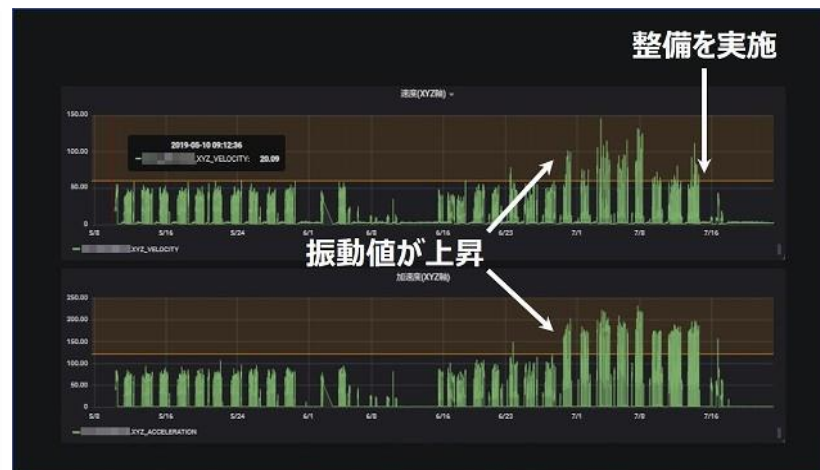 整備を実施
速度(XYZ軸)
150.00
2019-05-10 09:12:36
XYZ_VELOCITY: 20.09
100.00
50.00
0
5/8 5/16 5/24 6/1 6/8 6/16 6/23 7/1 7/8 7/16
XYZ_VELOCITY
振動値が上昇
加速度(XYZ軸)
250.00
200.00
150.00
100.00
50.00
0
5/8 5/16 5/24 6/1 6/8 6/16 6/23 7/1 7/8 7/16
XYZ_ACCELERATION